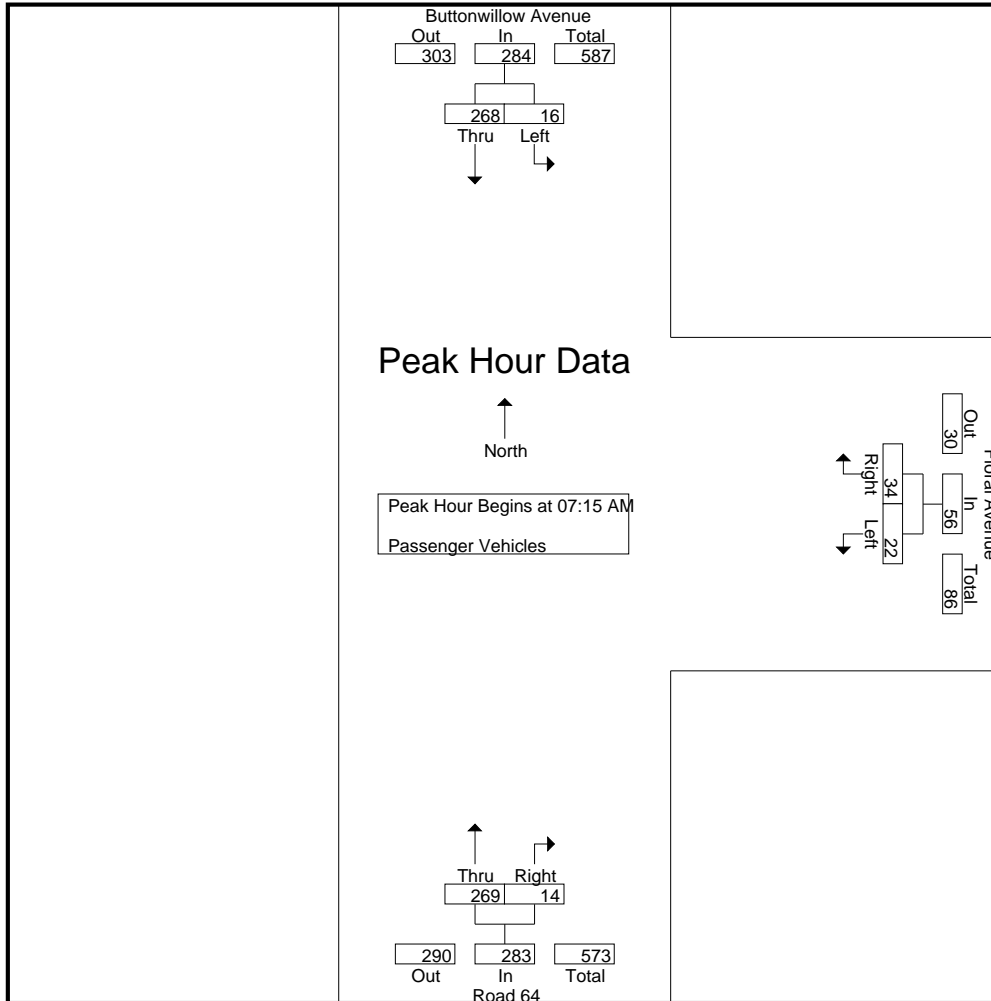 Buttonwillow Avenue
Out In Total
303 284 587
268 16
Thru Left
Peak Hour Data
North
Peak Hour Begins at 07:15 AM
Passenger Vehicles
Floral Avenue
Out In Total
30 56 86
34 22
Right Left
Thru Right
269 14
290 283 573
Out In Total
Road 64